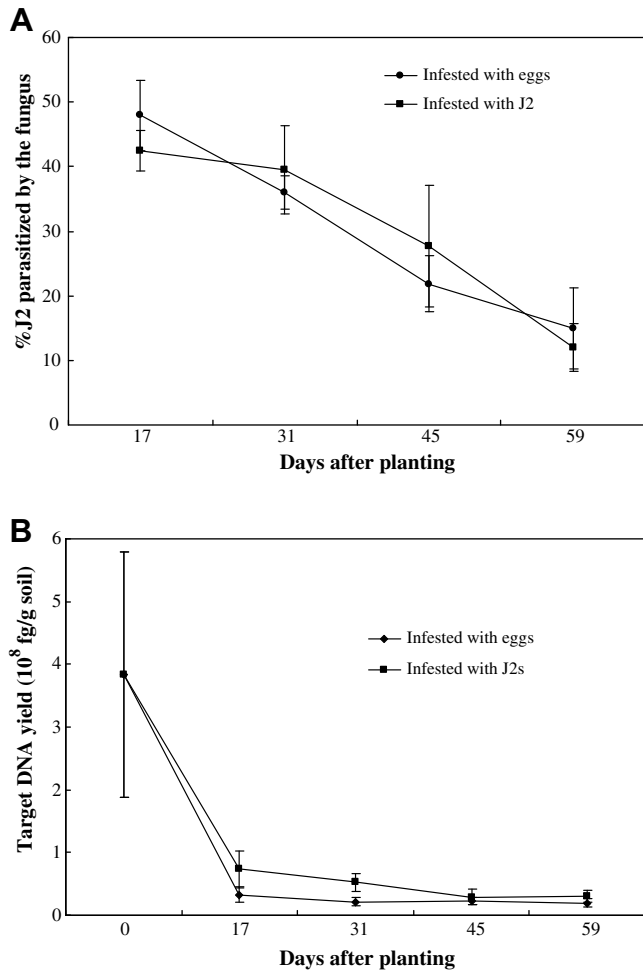 A
60
50
40
30
20
10
0
%J2 parasitized by the fungus
Infested with eggs
Infested with J2
17 31 45 59
Days after planting
B
6
5
4
3
2
1
0
Target DNA yield (10⁸ fg/g soil)
Infested with eggs
Infested with J2s
0 17 31 45 59
Days after planting